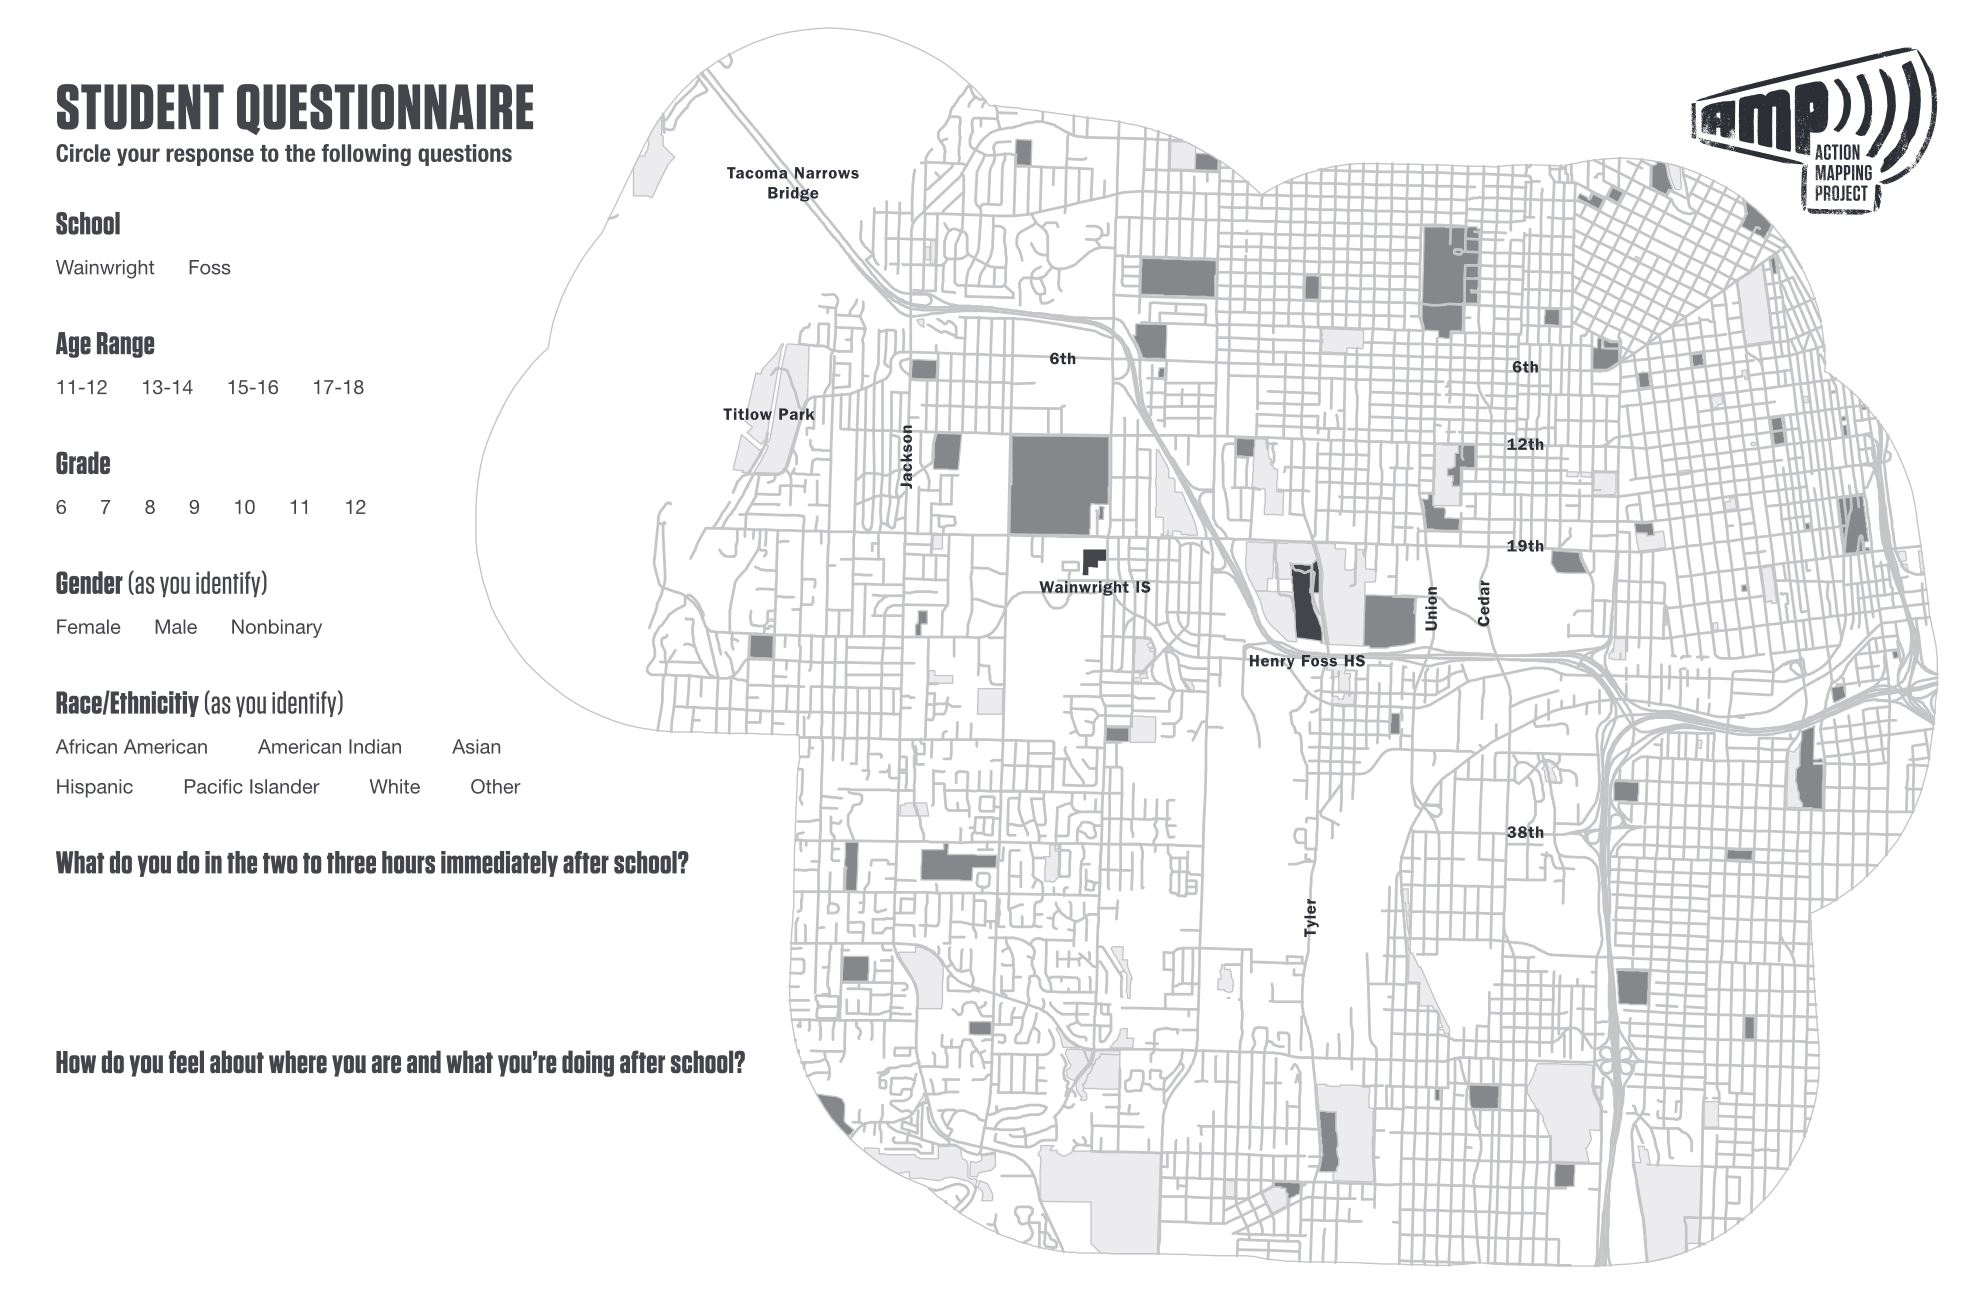 STUDENT QUESTIONNAIRE
Circle your response to the following questions
School
Wainwright Foss
Age Range
11-12 13-14 15-16 17-18
Grade
6 7 8 9 10 11 12
Gender (as you identify)
Female Male Nonbinary
Race/Ethnicitiy (as you identify)
African American American Indian Asian
Hispanic Pacific Islander White Other
What do you do in the two to three hours immediately after school?
How do you feel about where you are and what you're doing after school?
AMP
ACTION
MAPPING
PROJECT
Tacoma Narrows
Bridge
6th
6th
Titlow Park
Jackson
12th
19th
Wainwright IS
Union
Cedar
Henry Foss HS
38th
Tyler